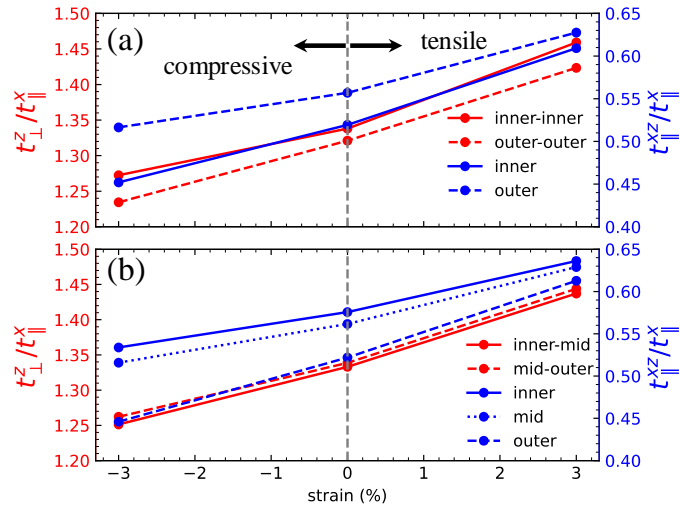 (a)
compressive
tensile
1.50
1.45
1.40
1.35
1.30
1.25
1.20
t⊥^z/t∥^x
0.65
0.60
0.55
0.50
0.45
0.40
t∥^xz/t∥^x
inner-inner
outer-outer
inner
outer
(b)
1.50
1.45
1.40
1.35
1.30
1.25
1.20
t⊥^z/t∥^x
0.65
0.60
0.55
0.50
0.45
0.40
t∥^xz/t∥^x
inner-mid
mid-outer
inner
mid
outer
−3 −2 −1 0 1 2 3
strain (%)